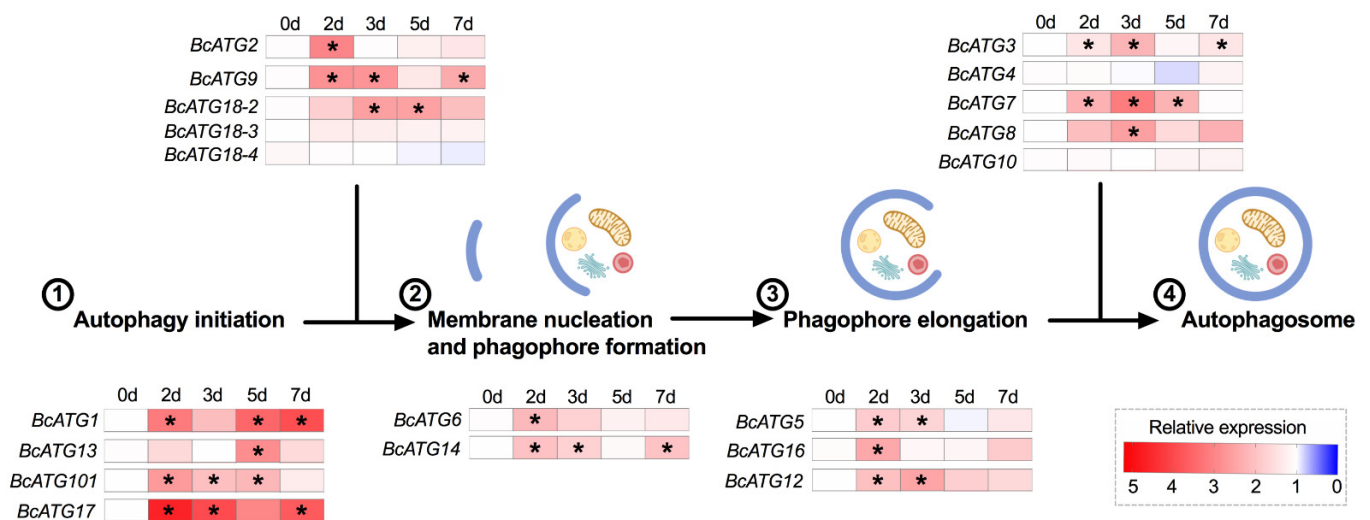 0d 2d 3d 5d 7d
BcATG2 *
BcATG9 * * *
BcATG18-2 * *
BcATG18-3
BcATG18-4
0d 2d 3d 5d 7d
BcATG3 * * *
BcATG4
BcATG7 * * *
BcATG8 *
BcATG10
1 Autophagy initiation
2 Membrane nucleation
and phagophore formation
3 Phagophore elongation
4 Autophagosome
0d 2d 3d 5d 7d
BcATG1 * * *
BcATG13 *
BcATG101 * * *
BcATG17 * * *
0d 2d 3d 5d 7d
BcATG6 *
BcATG14 * * *
0d 2d 3d 5d 7d
BcATG5 * *
BcATG16 *
BcATG12 * *
Relative expression
5 4 3 2 1 0